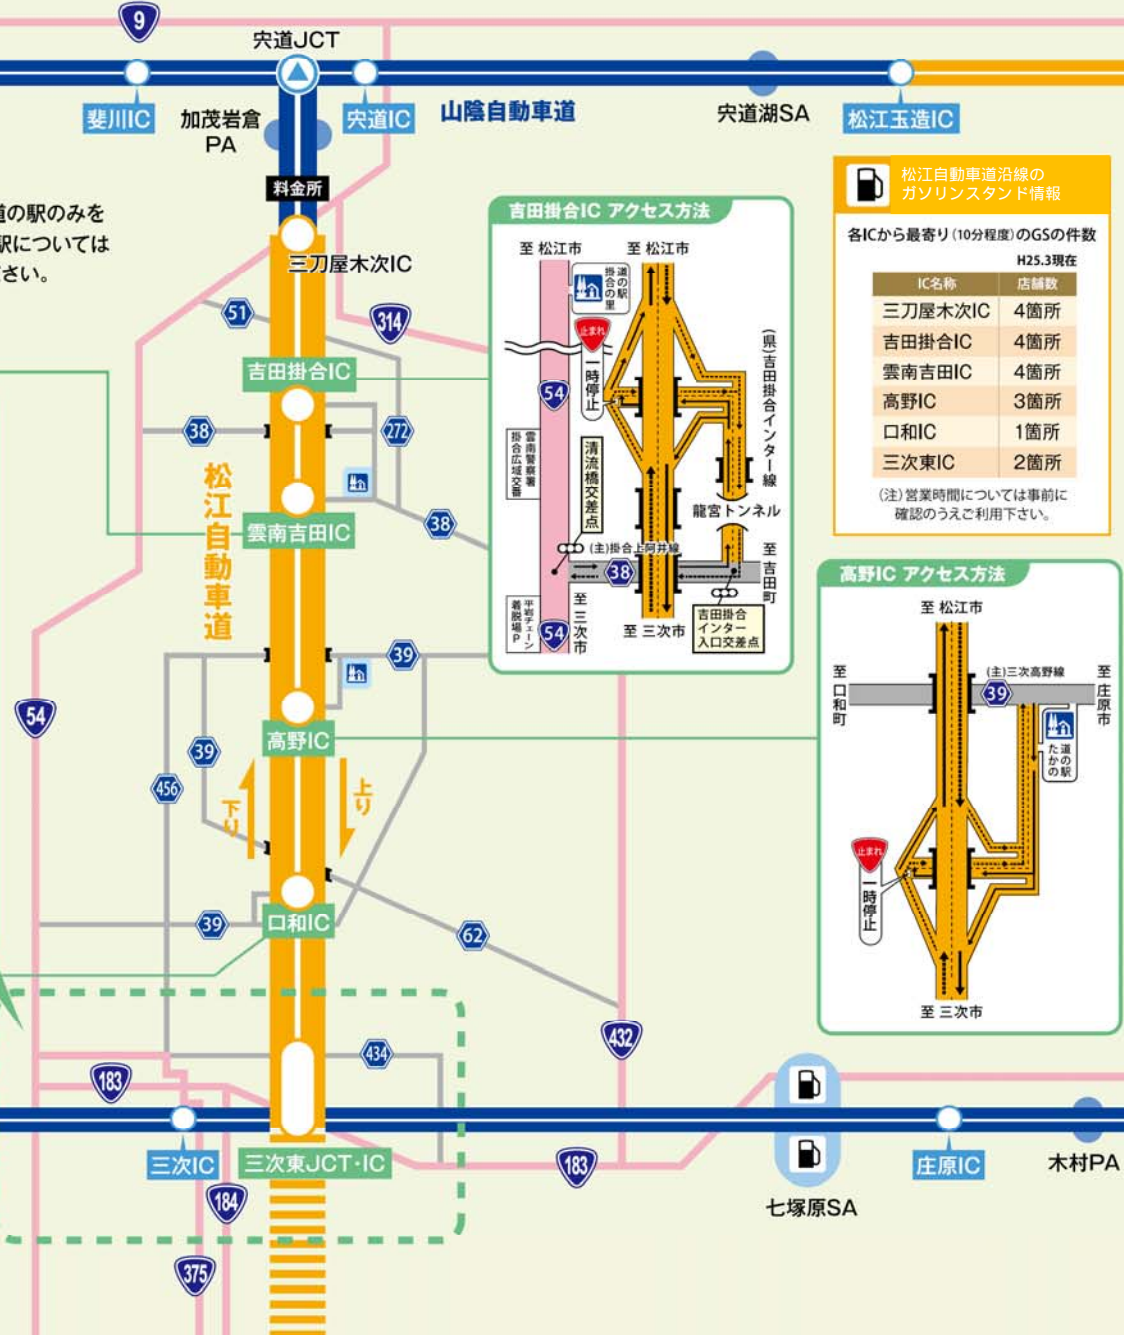 9
宍道JCT
斐川IC
加茂岩倉
PA
宍道IC
山陰自動車道
宍道湖SA
松江玉造IC
料金所
道の駅のみを
駅については
ださい。
三刀屋木次IC
51
314
吉田掛合IC
38
272
松江自動車道
雲南吉田IC
38
39
54
高野IC
39
456
下り
上り
口和IC
39
62
432
434
183
三次IC
三次東JCT・IC
183
184
375
七塚原SA
庄原IC
木村PA
吉田掛合IC アクセス方法
至 松江市
至 松江市
道の駅
掛合の里
止まれ
一時停止
54
(県)吉田掛合インター線
雲南警察署
掛合広域交番
清流橋交差点
龍宮トンネル
(主)掛合上阿井線
38
至 吉田町
平岩チェーン
着脱場P
54
至 三次市
至 三次市
吉田掛合
インター
入口交差点
松江自動車道沿線の
ガソリンスタンド情報
各ICから最寄り(10分程度)のGSの件数
H25.3現在
IC名称 店舗数
三刀屋木次IC 4箇所
吉田掛合IC 4箇所
雲南吉田IC 4箇所
高野IC 3箇所
口和IC 1箇所
三次東IC 2箇所
(注)営業時間については事前に
確認のうえご利用下さい。
高野IC アクセス方法
至 松江市
至 口和町
(主)三次高野線
39
至 庄原市
道の駅
たかの
止まれ
一時停止
至 三次市